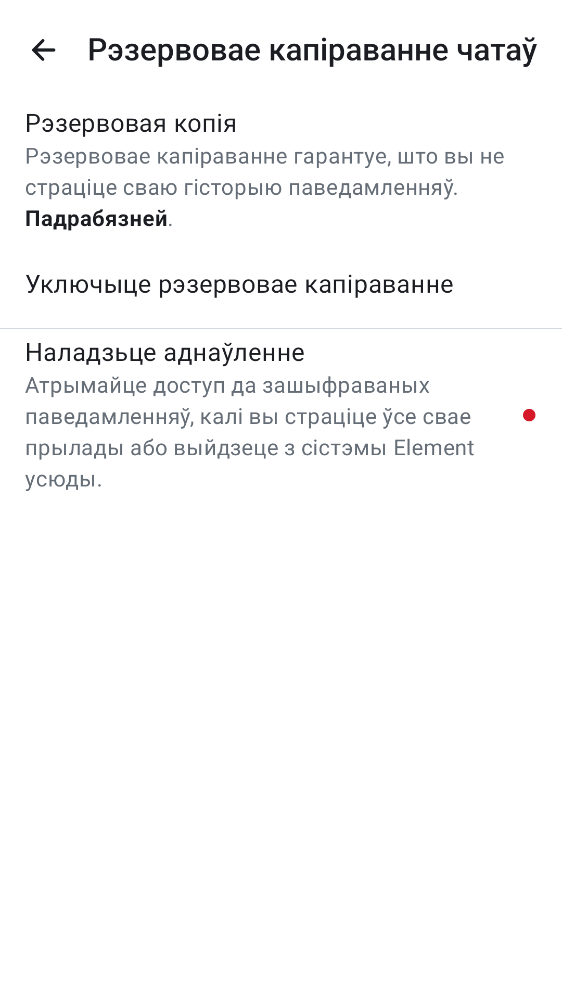 Рэзервовае капіраванне чатаў
Рэзервовая копія
Рэзервовае капіраванне гарантуе, што вы не
страціце сваю гісторыю паведамленняў.
Падрабязней.
Уключыце рэзервовае капіраванне
Наладзьце аднаўленне
Атрымайце доступ да зашыфраваных
паведамленняў, калі вы страціце ўсе свае
прылады або выйдзеце з сістэмы Element
усюды.